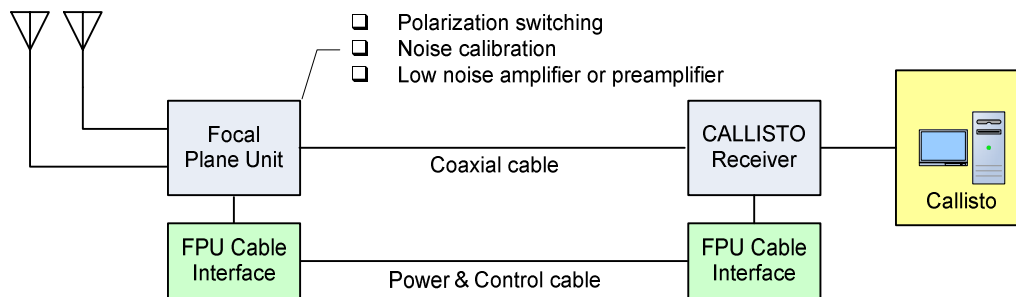 Polarization switching
Noise calibration
Low noise amplifier or preamplifier
Focal
Plane Unit
Coaxial cable
CALLISTO
Receiver
Callisto
FPU Cable
Interface
Power & Control cable
FPU Cable
Interface